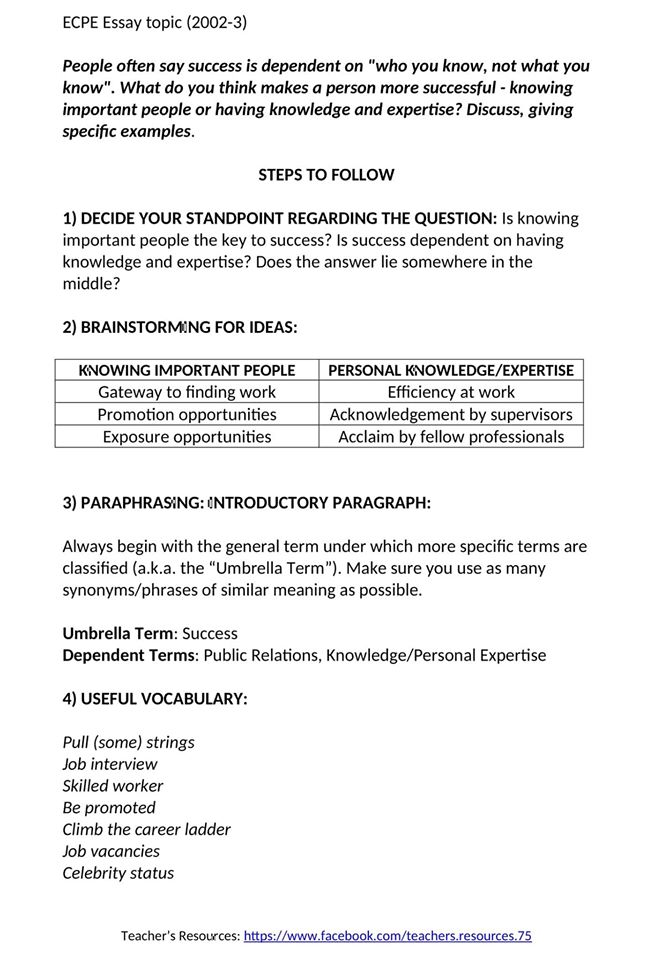 ECPE Essay topic (2002-3)
People often say success is dependent on "who you know, not what you
know". What do you think makes a person more successful - knowing
important people or having knowledge and expertise? Discuss, giving
specific examples.
STEPS TO FOLLOW
1) DECIDE YOUR STANDPOINT REGARDING THE QUESTION: Is knowing
important people the key to success? Is success dependent on having
knowledge and expertise? Does the answer lie somewhere in the
middle?
2) BRAINSTORMING FOR IDEAS:
KNOWING IMPORTANT PEOPLE PERSONAL KNOWLEDGE/EXPERTISE
Gateway to finding work Efficiency at work
Promotion opportunities Acknowledgement by supervisors
Exposure opportunities Acclaim by fellow professionals
3) PARAPHRASING: INTRODUCTORY PARAGRAPH:
Always begin with the general term under which more specific terms are
classified (a.k.a. the “Umbrella Term”). Make sure you use as many
synonyms/phrases of similar meaning as possible.
Umbrella Term: Success
Dependent Terms: Public Relations, Knowledge/Personal Expertise
4) USEFUL VOCABULARY:
Pull (some) strings
Job interview
Skilled worker
Be promoted
Climb the career ladder
Job vacancies
Celebrity status
Teacher’s Resources: https://www.facebook.com/teachers.resources.75